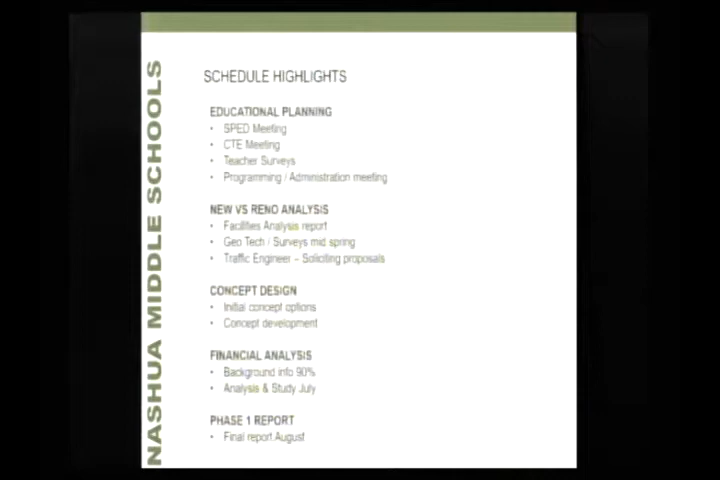 NASHUA MIDDLE SCHOOLS
SCHEDULE HIGHLIGHTS
EDUCATIONAL PLANNING
• SPED Meeting
• CTE Meeting
• Teacher Surveys
• Programming / Administration meeting
NEW VS RENO ANALYSIS
• Facilities Analysis report
• Geo Tech / Surveys mid spring
• Traffic Engineer – Soliciting proposals
CONCEPT DESIGN
• Initial concept options
• Concept development
FINANCIAL ANALYSIS
• Background info 90%
• Analysis & Study July
PHASE 1 REPORT
• Final report August